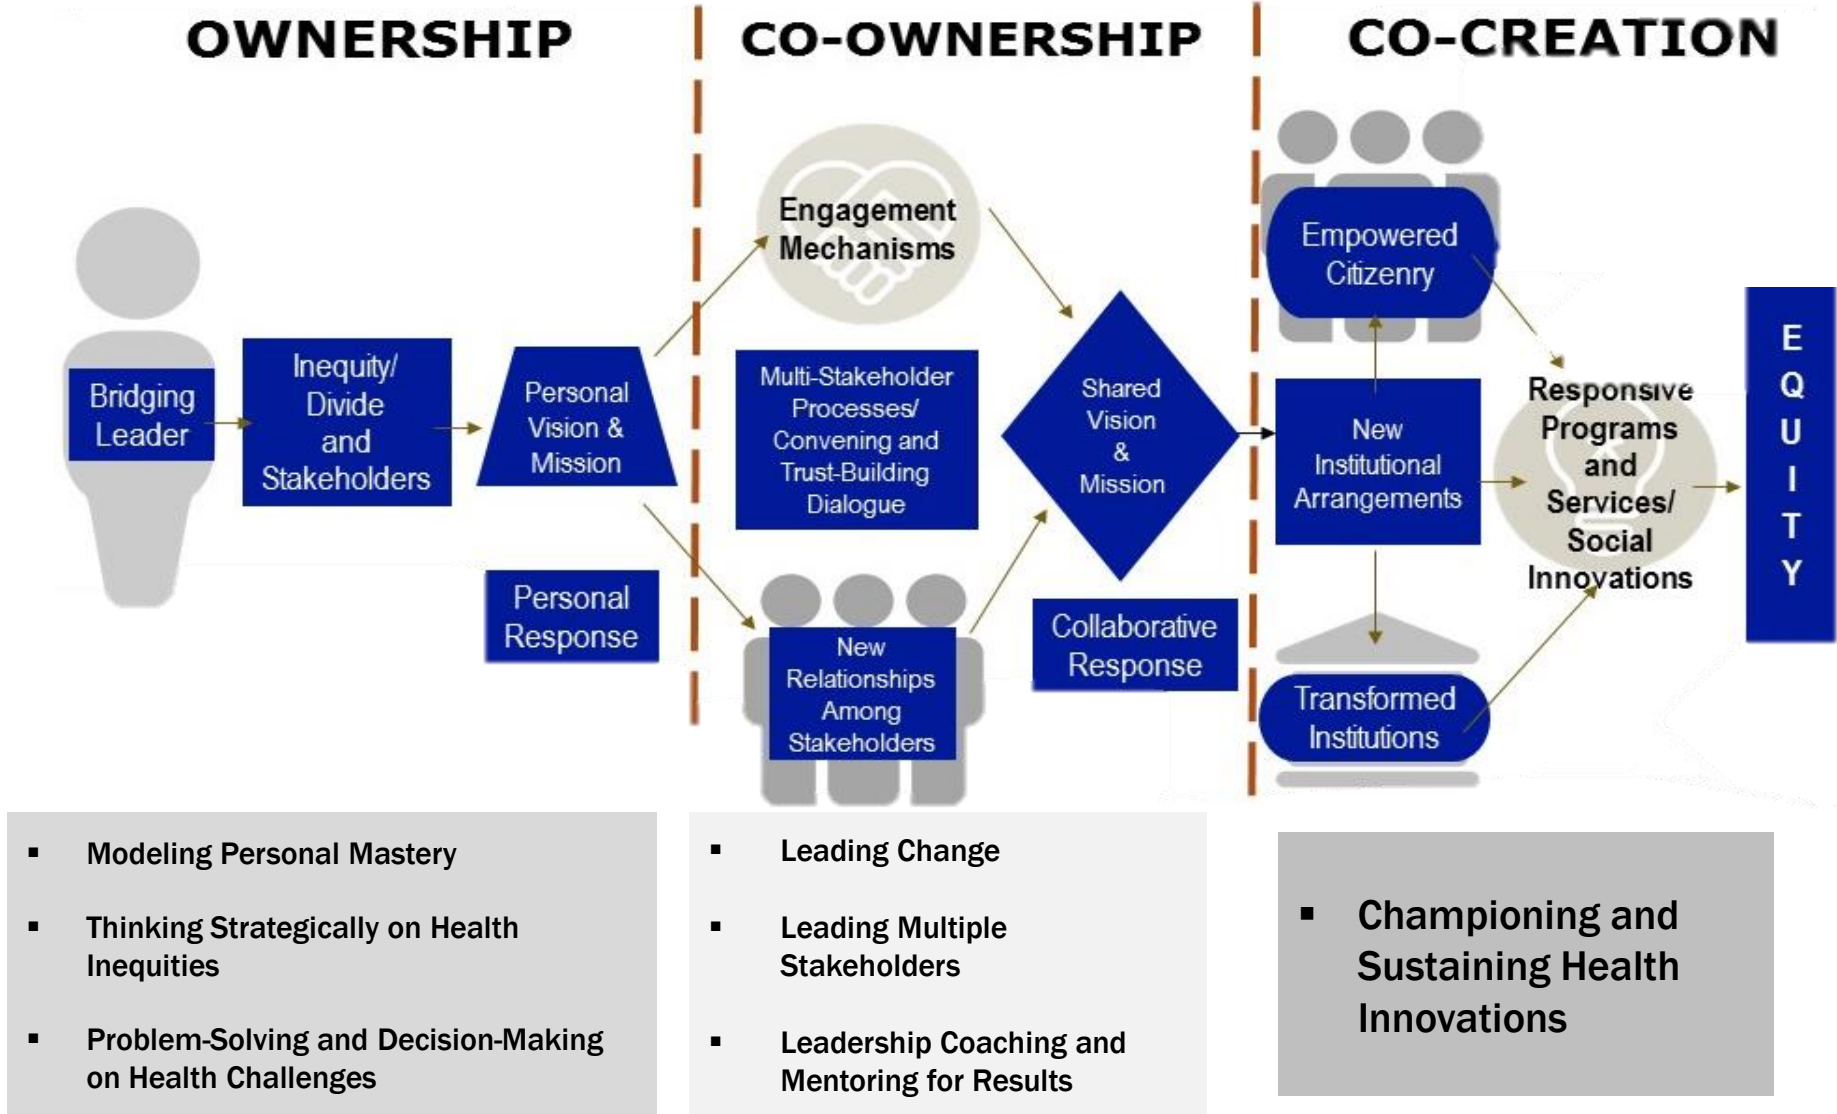 OWNERSHIP
CO-OWNERSHIP
CO-CREATION
Bridging
Leader
Inequity/
Divide
and
Stakeholders
Personal
Vision &
Mission
Personal
Response
Engagement
Mechanisms
Multi-Stakeholder
Processes/
Convening and
Trust-Building
Dialogue
New
Relationships
Among
Stakeholders
Shared
Vision
&
Mission
Collaborative
Response
Empowered
Citizenry
New
Institutional
Arrangements
Transformed
Institutions
Responsive
Programs
and
Services/
Social
Innovations
E
Q
U
I
T
Y
▪ Modeling Personal Mastery
▪ Thinking Strategically on Health
Inequities
▪ Problem-Solving and Decision-Making
on Health Challenges
▪ Leading Change
▪ Leading Multiple
Stakeholders
▪ Leadership Coaching and
Mentoring for Results
▪ Championing and
Sustaining Health
Innovations